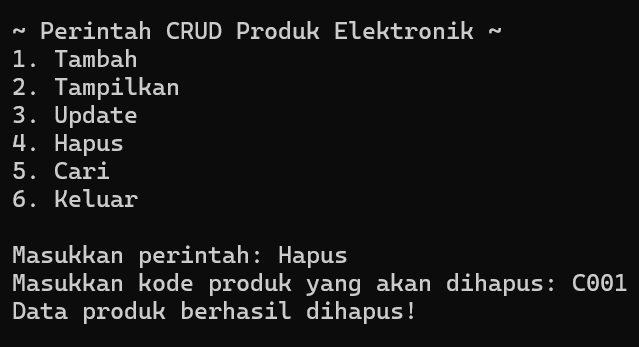 ~ Perintah CRUD Produk Elektronik ~
1. Tambah
2. Tampilkan
3. Update
4. Hapus
5. Cari
6. Keluar
Masukkan perintah: Hapus
Masukkan kode produk yang akan dihapus: C001
Data produk berhasil dihapus!